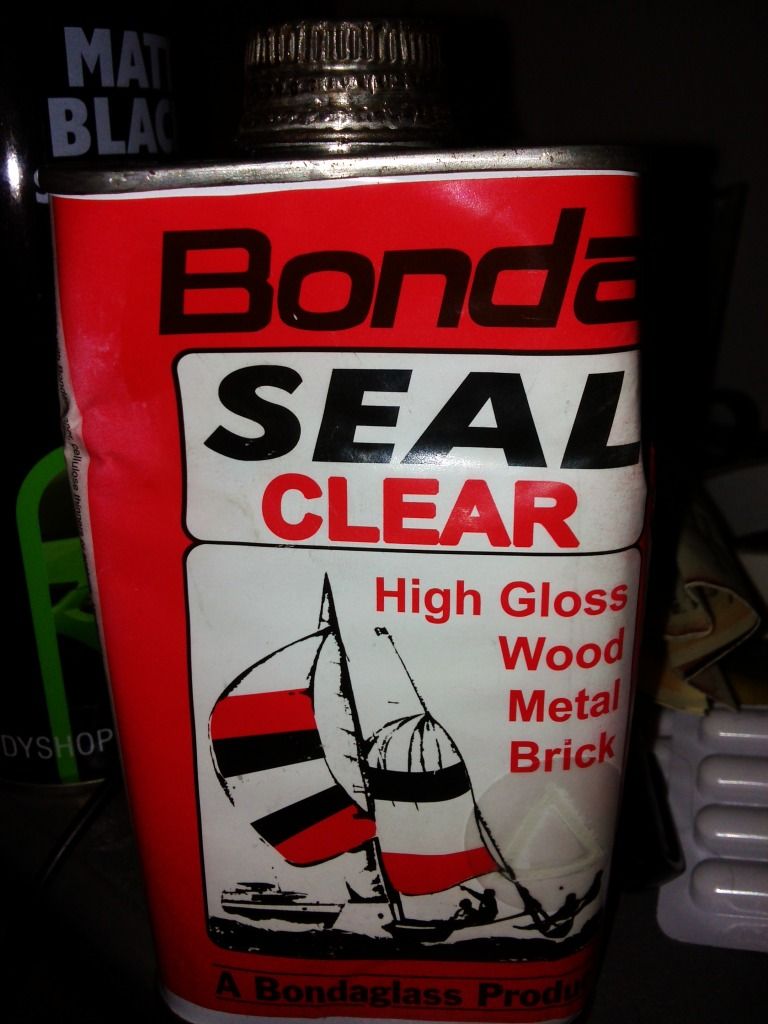 MAT
BLAC
Bonda
SEAL
CLEAR
High Gloss
Wood
Metal
Brick
DYSHOP
A Bondaglass Produ